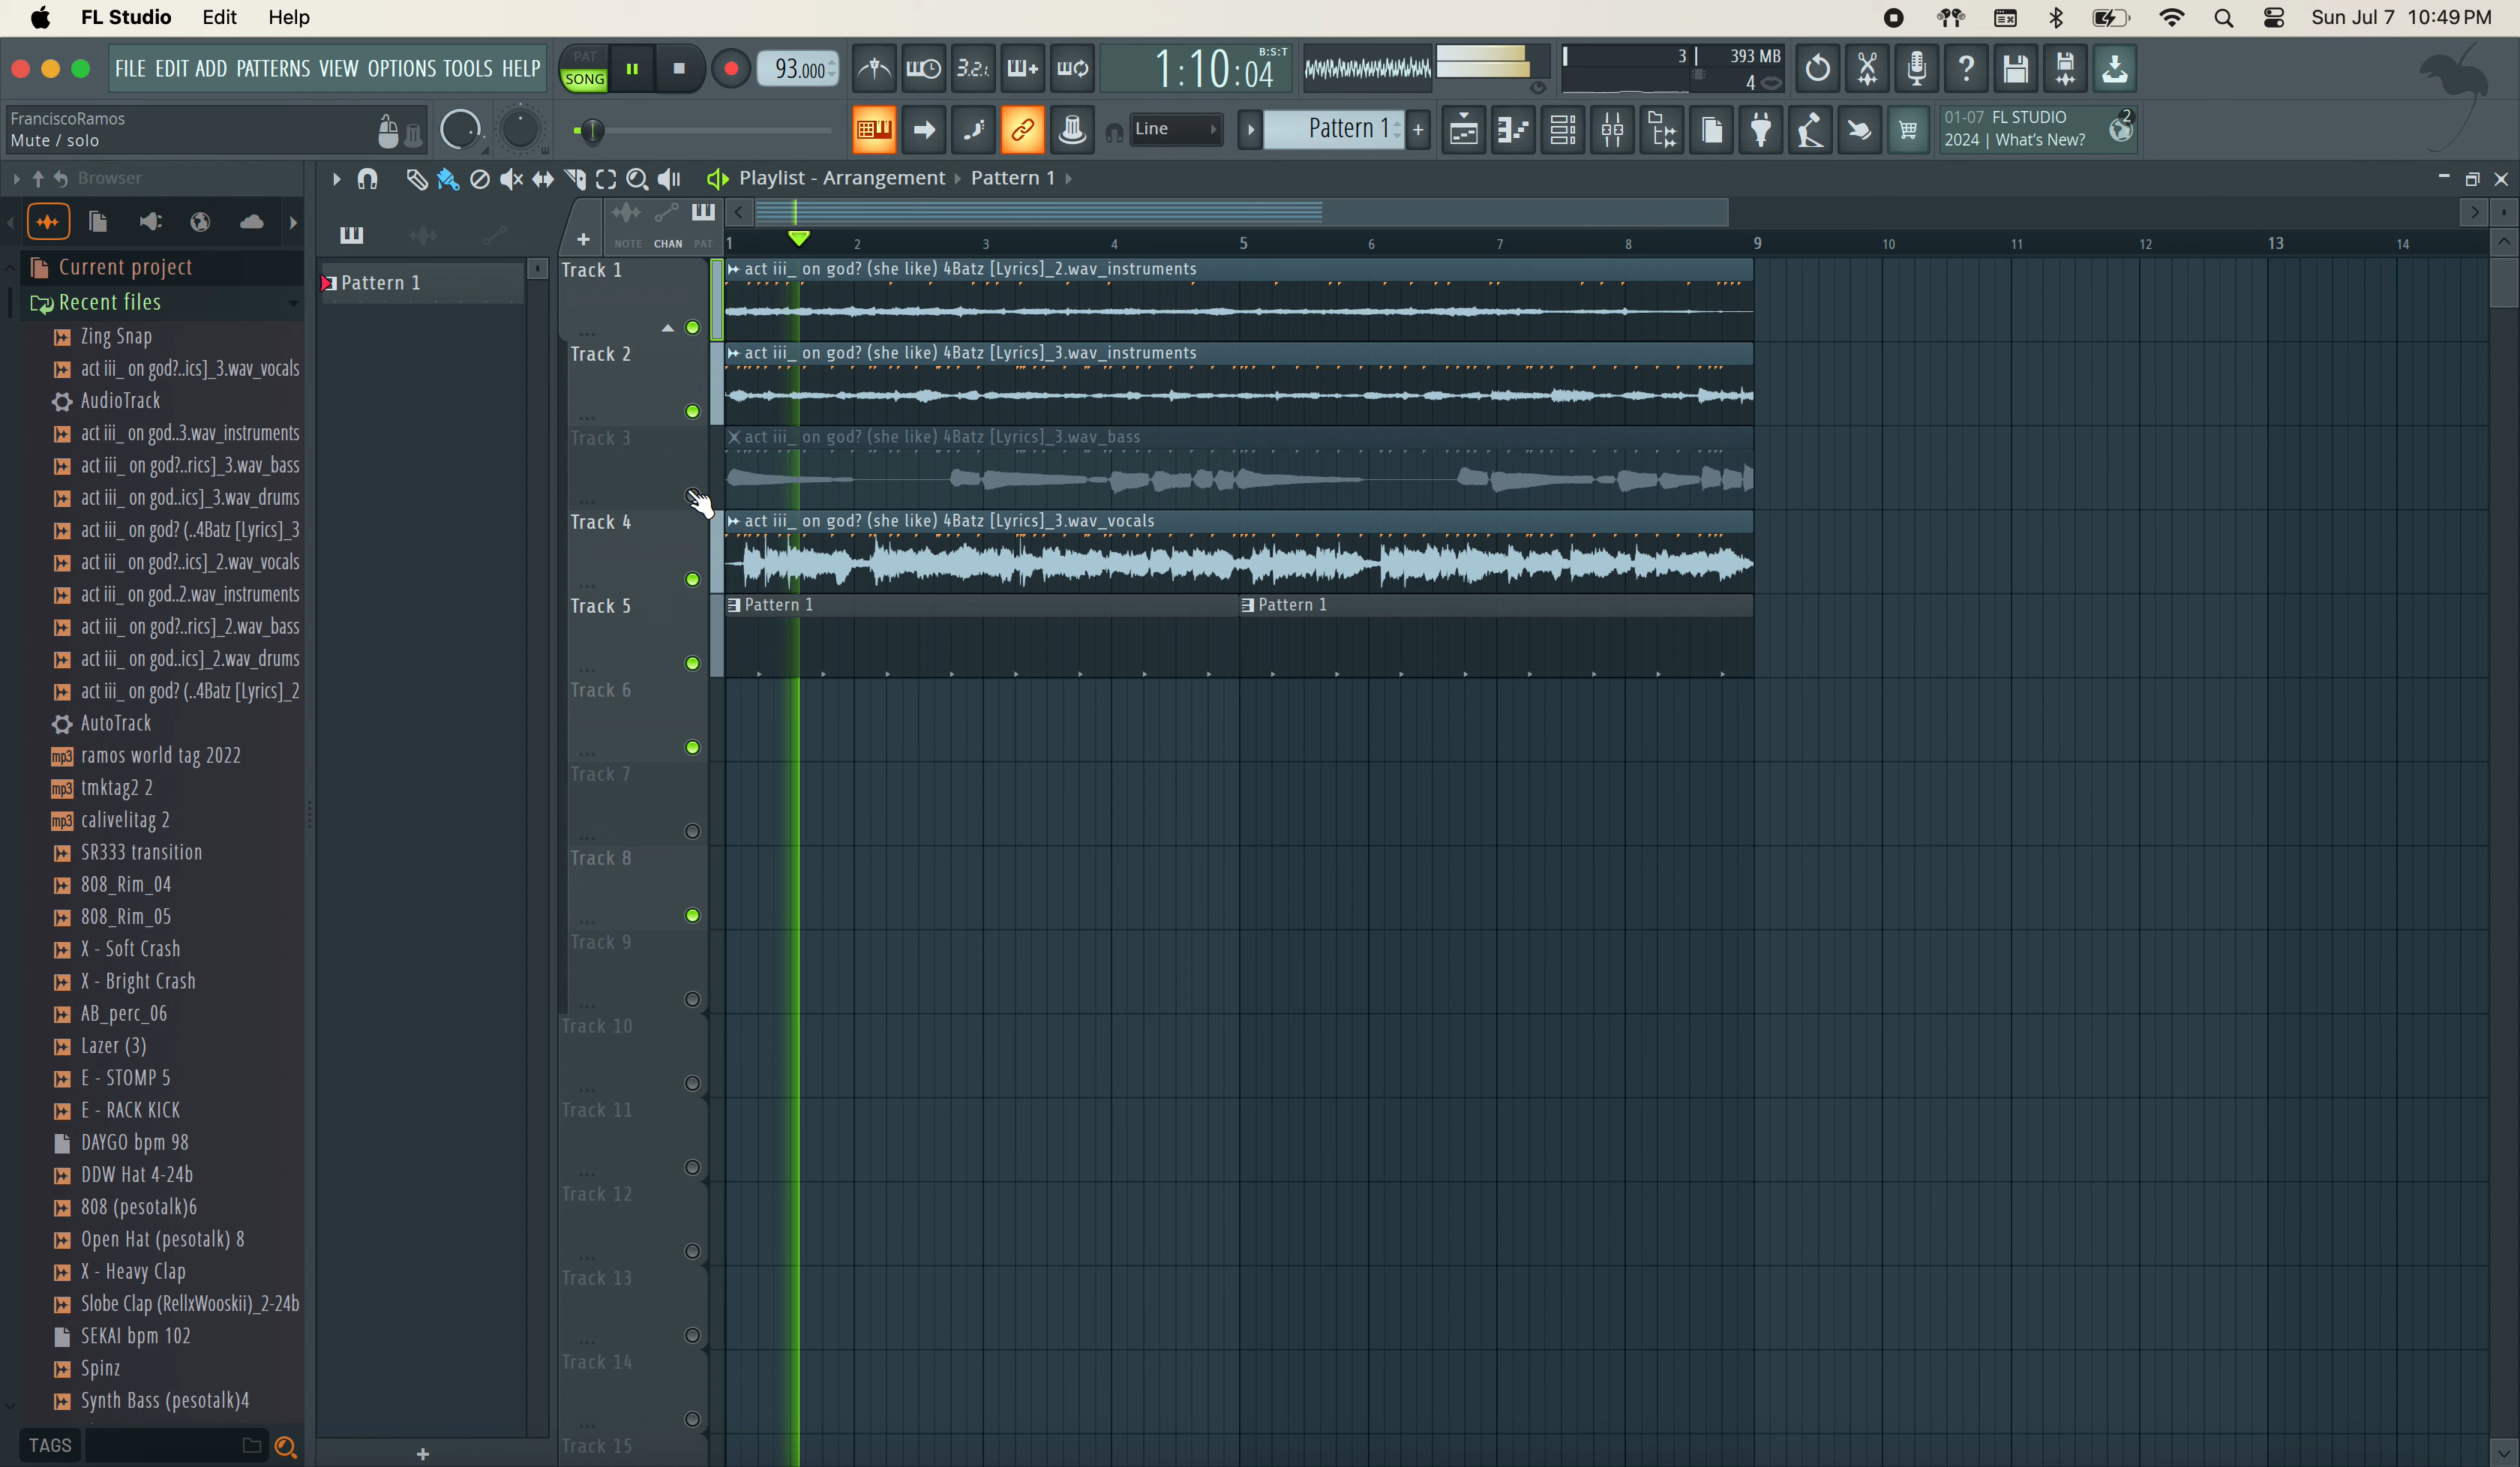 FL Studio Edit Help
Sun Jul 7 10:49 PM
FILE EDIT ADD PATTERNS VIEW OPTIONS TOOLS HELP
PAT
SONG
93.000
3.2.1
1:10:04
B:S:T
3
393 MB
4
FranciscoRamos
Mute / solo
Line
Pattern 1
01-07 FL STUDIO
2024 | What's New?
2
Browser
Playlist - Arrangement Pattern 1
NOTE CHAN PAT
1 2 3 4 5 6 7 8 9 10 11 12 13 14
Current project
Recent files
Zing Snap
act iii_ on god?..ics]_3.wav_vocals
AudioTrack
act iii_ on god..3.wav_instruments
act iii_ on god?..rics]_3.wav_bass
act iii_ on god..ics]_3.wav_drums
act iii_ on god? (..4Batz [Lyrics]_3
act iii_ on god?..ics]_2.wav_vocals
act iii_ on god..2.wav_instruments
act iii_ on god?..rics]_2.wav_bass
act iii_ on god..ics]_2.wav_drums
act iii_ on god? (..4Batz [Lyrics]_2
AutoTrack
mp3 ramos world tag 2022
mp3 tmktag2 2
mp3 calivelitag 2
SR333 transition
808_Rim_04
808_Rim_05
X - Soft Crash
X - Bright Crash
AB_perc_06
Lazer (3)
E - STOMP 5
E - RACK KICK
DAYGO bpm 98
DDW Hat 4-24b
808 (pesotalk)6
Open Hat (pesotalk) 8
X - Heavy Clap
Slobe Clap (RellxWooskii)_2-24b
SEKAI bpm 102
Spinz
Synth Bass (pesotalk)4
TAGS
Pattern 1
Track 1
act iii_ on god? (she like) 4Batz [Lyrics]_2.wav_instruments
Track 2
act iii_ on god? (she like) 4Batz [Lyrics]_3.wav_instruments
Track 3
act iii_ on god? (she like) 4Batz [Lyrics]_3.wav_bass
Track 4
act iii_ on god? (she like) 4Batz [Lyrics]_3.wav_vocals
Track 5
Pattern 1
Pattern 1
Track 6
Track 7
Track 8
Track 9
Track 10
Track 11
Track 12
Track 13
Track 14
Track 15